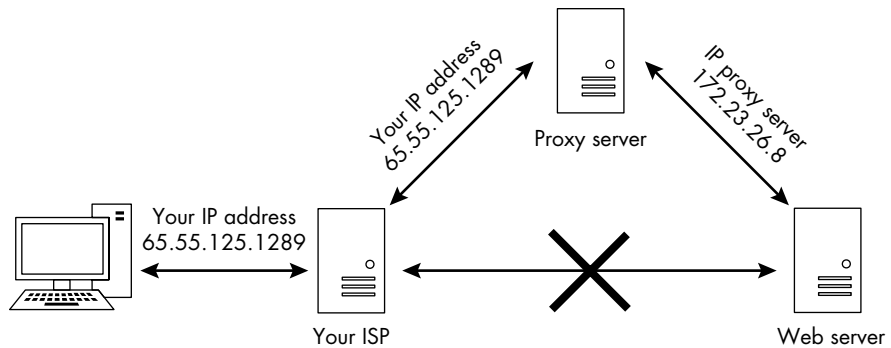 Your IP address
65.55.125.1289
Proxy server
IP proxy server
172.23.26.8
Your IP address
65.55.125.1289
Your ISP
Web server